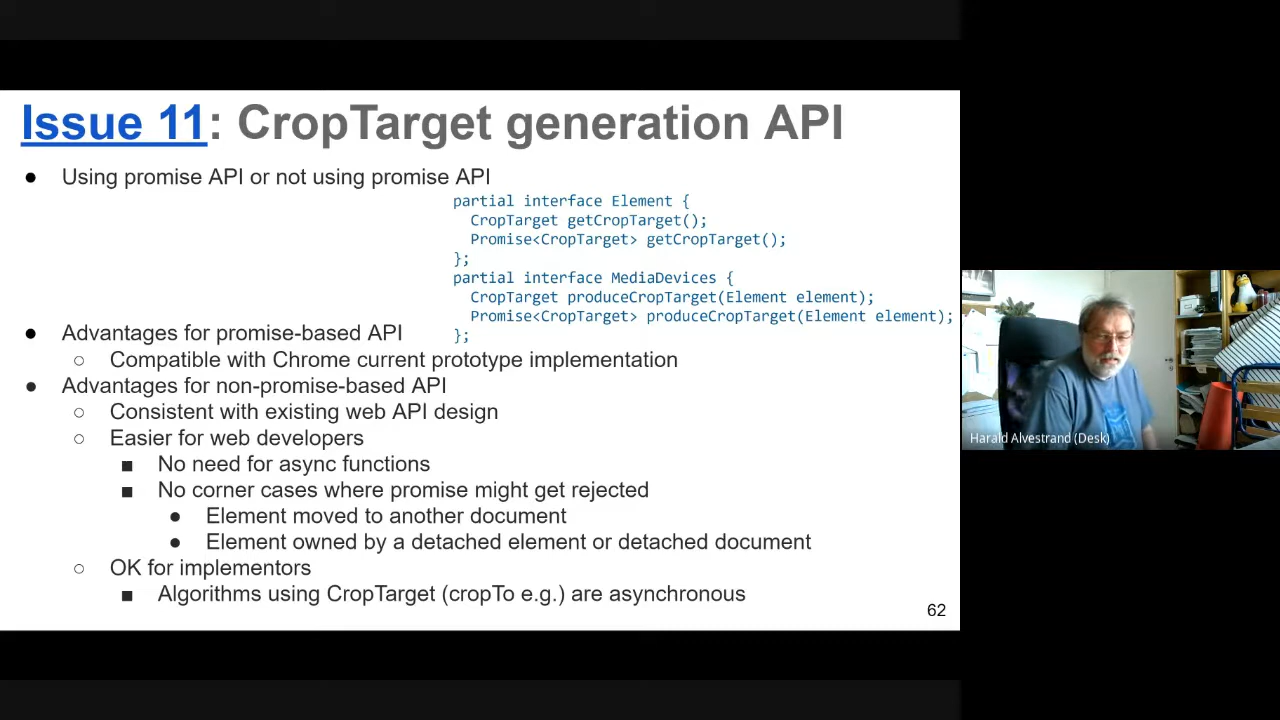 Issue 11: CropTarget generation API
● Using promise API or not using promise API
partial interface Element {
CropTarget getCropTarget();
Promise<CropTarget> getCropTarget();
};
partial interface MediaDevices {
CropTarget produceCropTarget(Element element);
Promise<CropTarget> produceCropTarget(Element element);
};
● Advantages for promise-based API
○ Compatible with Chrome current prototype implementation
● Advantages for non-promise-based API
○ Consistent with existing web API design
○ Easier for web developers
■ No need for async functions
■ No corner cases where promise might get rejected
● Element moved to another document
● Element owned by a detached element or detached document
○ OK for implementors
■ Algorithms using CropTarget (cropTo e.g.) are asynchronous
62
Harald Alvestrand (Desk)